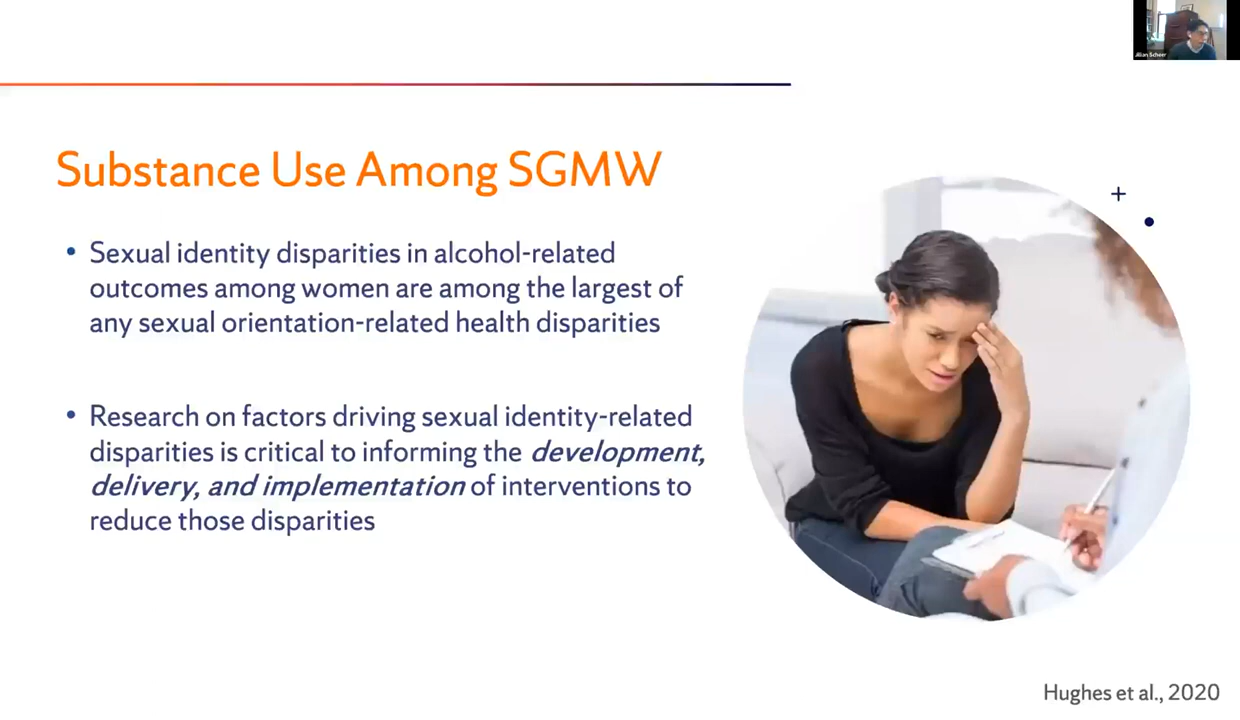 Jillian Scheer
Substance Use Among SGMW
• Sexual identity disparities in alcohol-related
outcomes among women are among the largest of
any sexual orientation-related health disparities
• Research on factors driving sexual identity-related
disparities is critical to informing the development,
delivery, and implementation of interventions to
reduce those disparities
Hughes et al., 2020